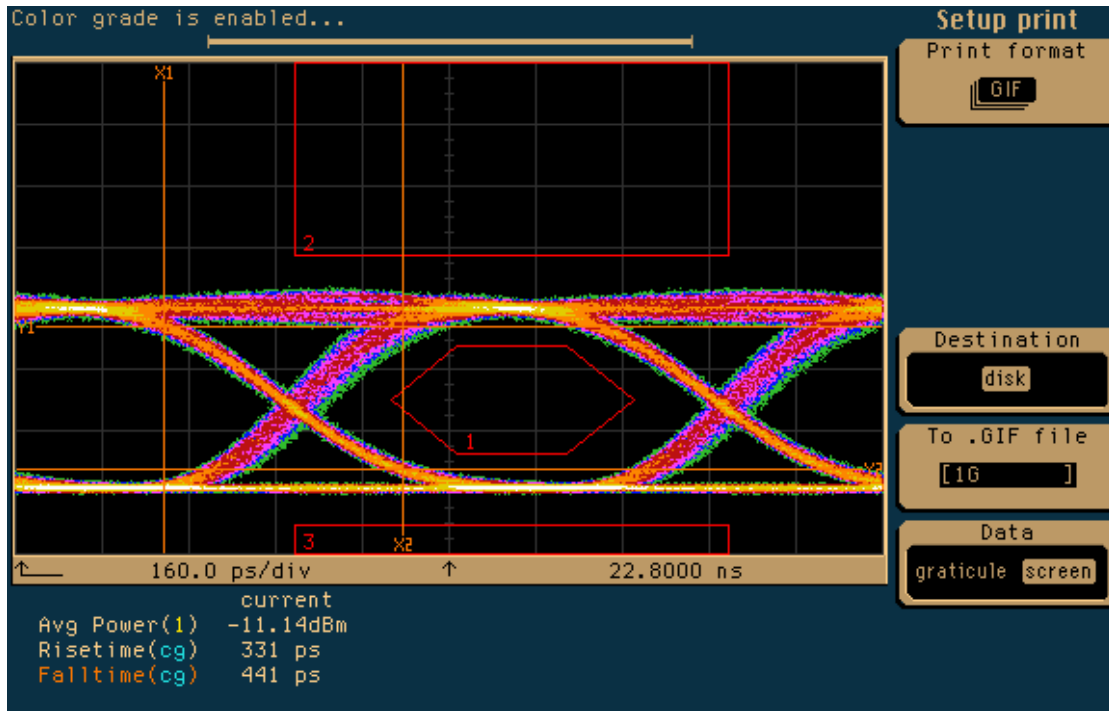 Color grade is enabled...
Setup print
Print format
GIF
X1
2
Y1
1
3
X2
Destination
disk
To .GIF file
[1G ]
Data
graticule screen
160.0 ps/div
22.8000 ns
current
Avg Power(1) -11.14dBm
Risetime(cg) 331 ps
Falltime(cg) 441 ps